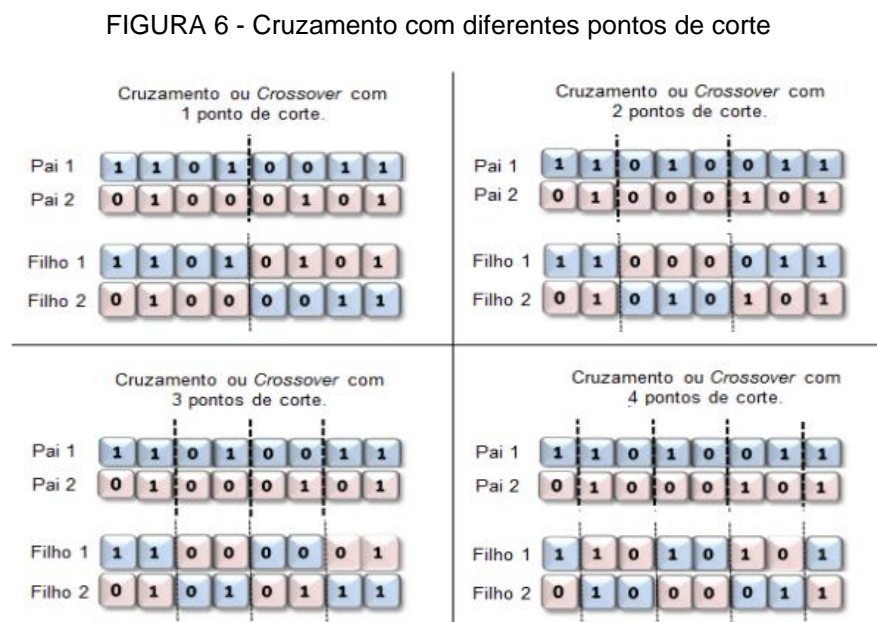 FIGURA 6 - Cruzamento com diferentes pontos de corte
Cruzamento ou Crossover com
1 ponto de corte.
Pai 1 1 1 0 1 0 0 1 1
Pai 2 0 1 0 0 0 1 0 1
Filho 1 1 1 0 1 0 1 0 1
Filho 2 0 1 0 0 0 0 1 1
Cruzamento ou Crossover com
2 pontos de corte.
Pai 1 1 1 0 1 0 0 1 1
Pai 2 0 1 0 0 0 1 0 1
Filho 1 1 1 0 0 0 0 1 1
Filho 2 0 1 0 1 0 1 0 1
Cruzamento ou Crossover com
3 pontos de corte.
Pai 1 1 1 0 1 0 0 1 1
Pai 2 0 1 0 0 0 1 0 1
Filho 1 1 1 0 0 0 0 0 1
Filho 2 0 1 0 1 0 1 1 1
Cruzamento ou Crossover com
4 pontos de corte.
Pai 1 1 1 0 1 0 0 1 1
Pai 2 0 1 0 0 0 1 0 1
Filho 1 1 1 0 1 0 1 0 1
Filho 2 0 1 0 0 0 0 1 1